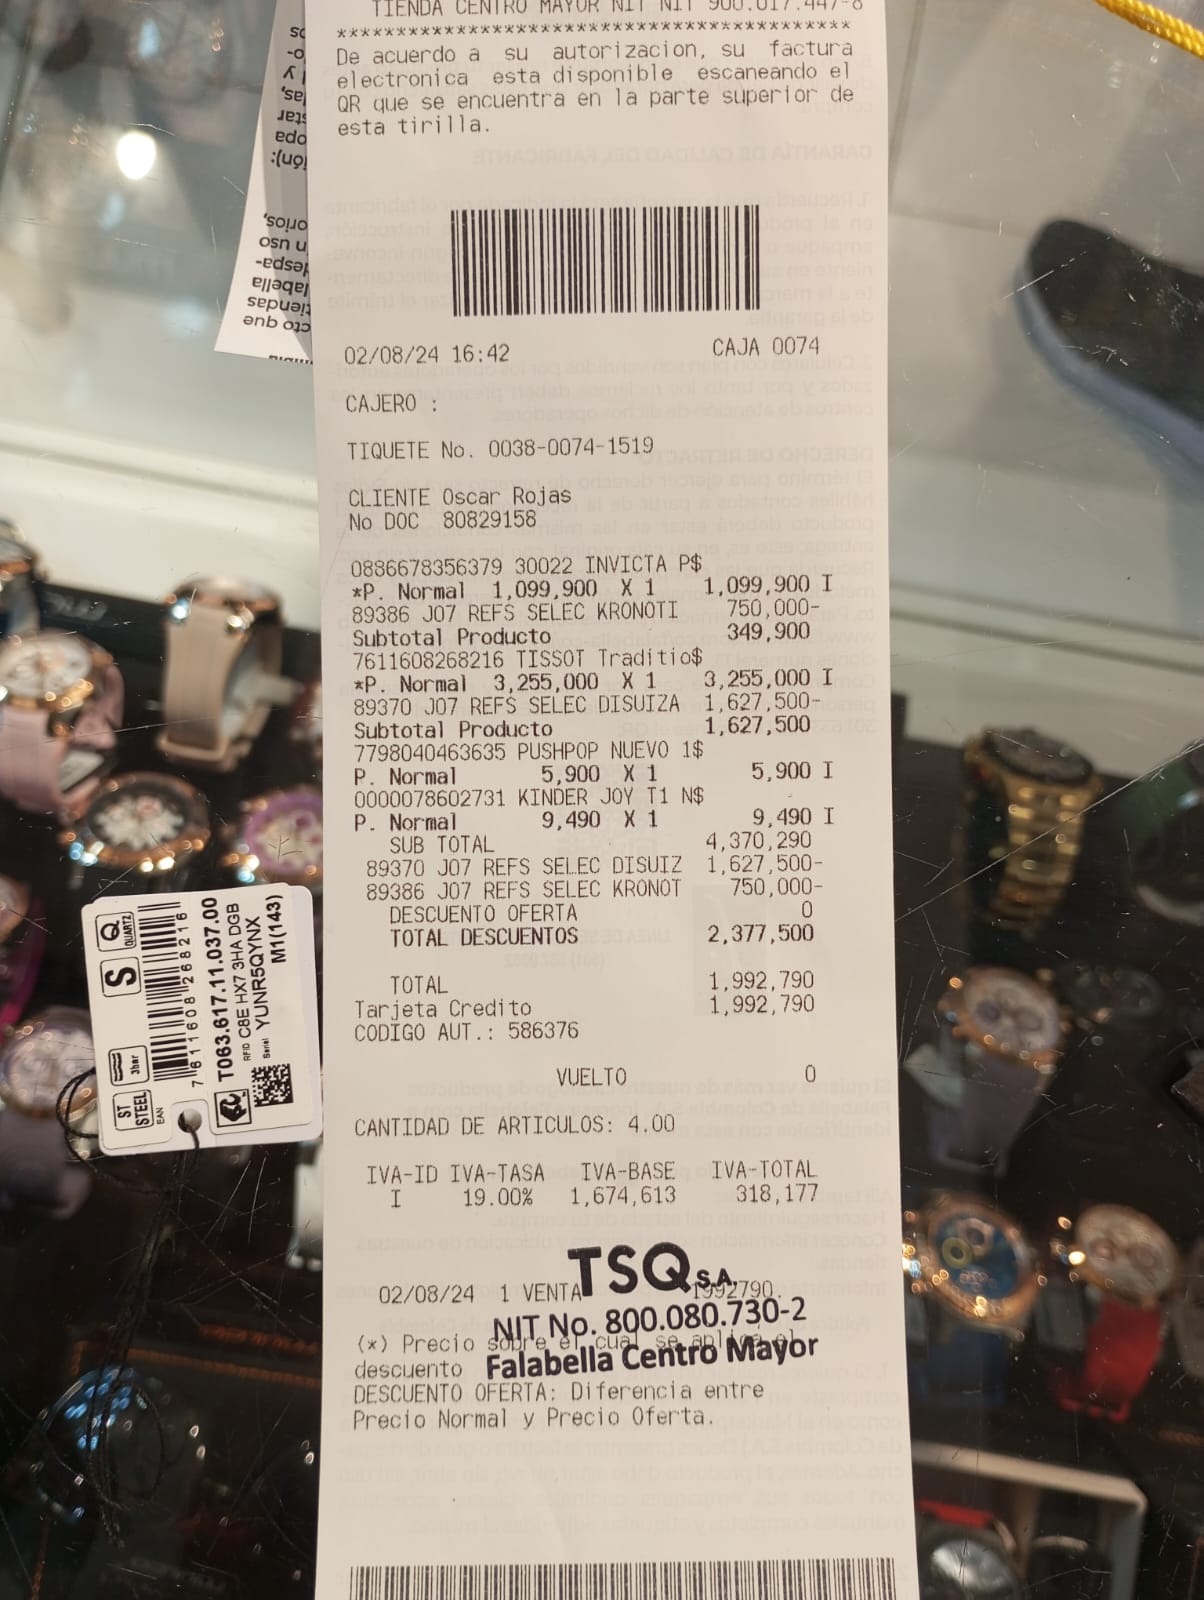 TIENDA CENTRO MAYOR NIT NIT 900.017.447-8
****************************************
De acuerdo a su autorizacion, su factura
electronica esta disponible escaneando el
QR que se encuentra en la parte superior de
esta tirilla.
02/08/24 16:42 CAJA 0074
CAJERO :
TIQUETE No. 0038-0074-1519
CLIENTE Oscar Rojas
No DOC 80829158
0886678356379 30022 INVICTA P$
*P. Normal 1,099,900 X 1 1,099,900 I
89386 J07 REFS SELEC KRONOTI 750,000-
Subtotal Producto 349,900
7611608268216 TISSOT Traditio$
*P. Normal 3,255,000 X 1 3,255,000 I
89370 J07 REFS SELEC DISUIZA 1,627,500-
Subtotal Producto 1,627,500
7798040463635 PUSHPOP NUEVO 1$
P. Normal 5,900 X 1 5,900 I
0000078602731 KINDER JOY T1 N$
P. Normal 9,490 X 1 9,490 I
SUB TOTAL 4,370,290
89370 J07 REFS SELEC DISUIZ 1,627,500-
89386 J07 REFS SELEC KRONOT 750,000-
DESCUENTO OFERTA 0
TOTAL DESCUENTOS 2,377,500
TOTAL 1,992,790
Tarjeta Credito 1,992,790
CODIGO AUT.: 586376
VUELTO 0
CANTIDAD DE ARTICULOS: 4.00
IVA-ID IVA-TASA IVA-BASE IVA-TOTAL
I 19.00% 1,674,613 318,177
TSQ S.A.
02/08/24 1 VENTA 1992790.
NIT No. 800.080.730-2
(*) Precio sobre el cual se aplica el
descuento
Falabella Centro Mayor
DESCUENTO OFERTA: Diferencia entre
Precio Normal y Precio Oferta.
ST STEEL
3bar
S
Q QUARTZ
EAN
7 611608 268216
T063.617.11.037.00
RFID C8E HX7 3HA DGB
Serial YUNR5QYNX
M1(143)